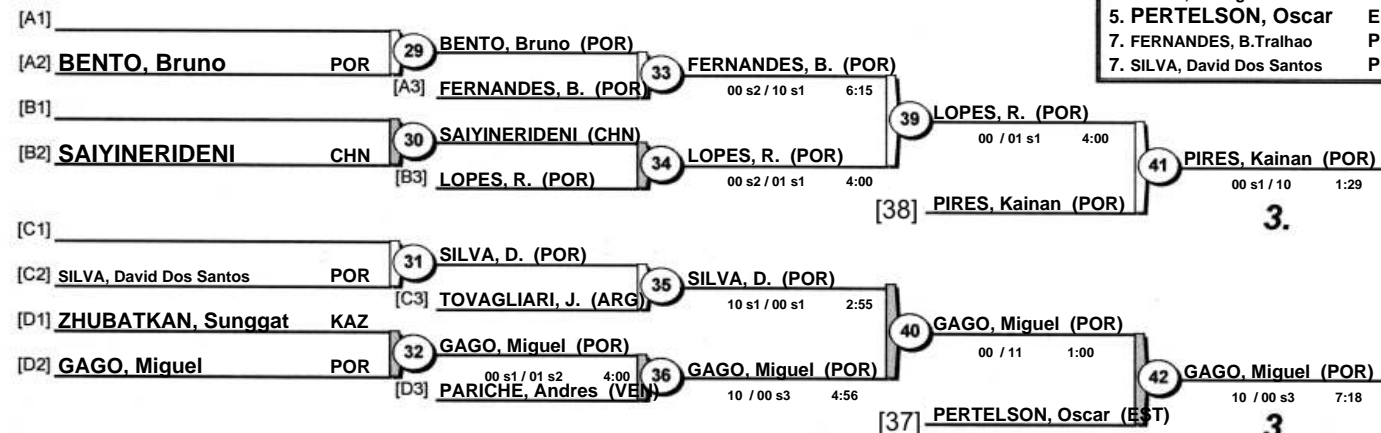 5. PERTELSON, Oscar
7. FERNANDES, B.Tralhao P
7. SILVA, David Dos Santos P
[A1]
[A2] BENTO, Bruno POR
29
BENTO, Bruno (POR)
[A3] FERNANDES, B. (POR)
33
FERNANDES, B. (POR)
00 s2 / 10 s1 6:15
[B1]
[B2] SAIYINERIDENI CHN
30
SAIYINERIDENI (CHN)
[B3] LOPES, R. (POR)
34
LOPES, R. (POR)
00 s2 / 01 s1 4:00
39
LOPES, R. (POR)
00 / 01 s1 4:00
[38] PIRES, Kainan (POR)
41
PIRES, Kainan (POR)
00 s1 / 10 1:29
3.
[C1]
[C2] SILVA, David Dos Santos POR
31
SILVA, D. (POR)
[C3] TOVAGLIARI, J. (ARG)
35
SILVA, D. (POR)
10 s1 / 00 s1 2:55
[D1] ZHUBATKAN, Sunggat KAZ
[D2] GAGO, Miguel POR
32
GAGO, Miguel (POR)
00 s1 / 01 s2 4:00
[D3] PARICHE, Andres (VEN)
36
GAGO, Miguel (POR)
10 / 00 s3 4:56
40
GAGO, Miguel (POR)
00 / 11 1:00
[37] PERTELSON, Oscar (EST)
42
GAGO, Miguel (POR)
10 / 00 s3 7:18
3